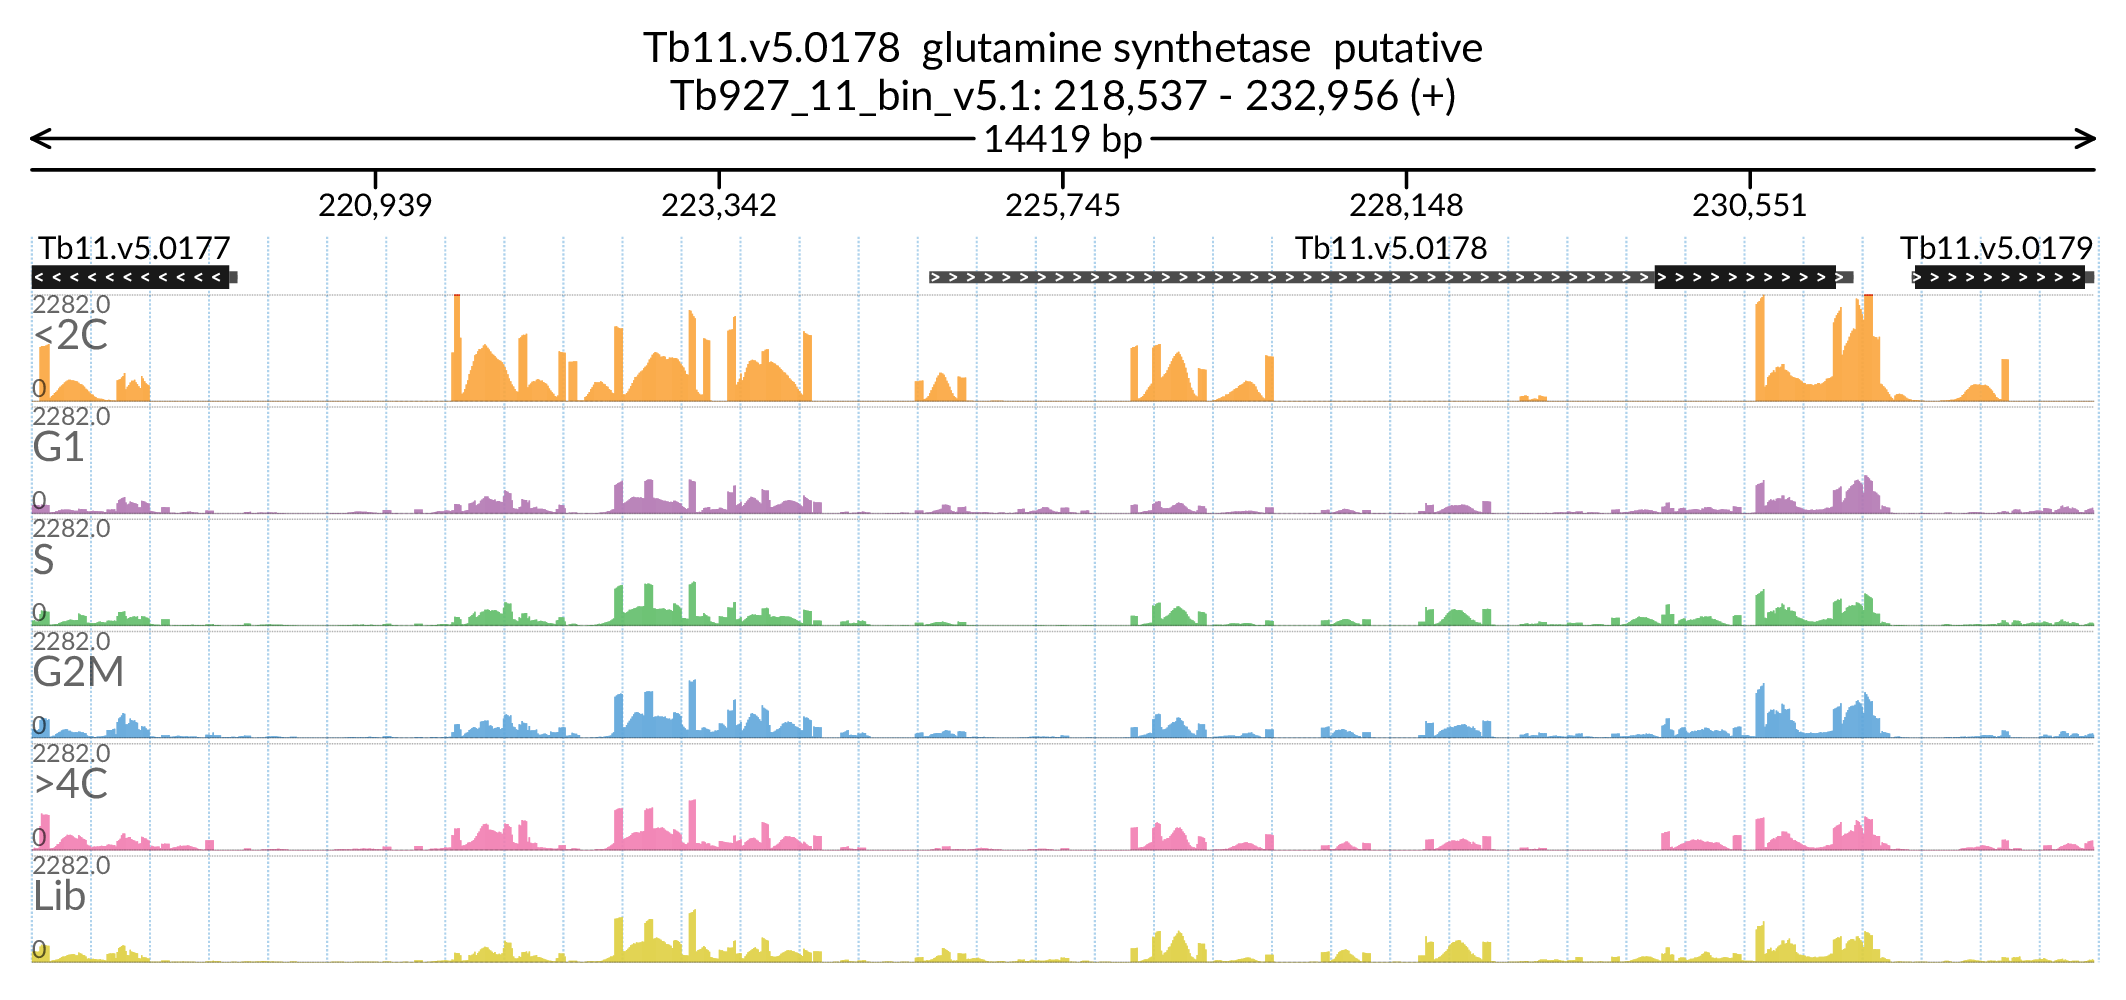 Tb11.v5.0178  glutamine synthetase  putative
Tb927_11_bin_v5.1: 218,537 - 232,956 (+)
14419 bp
220,939 223,342 225,745 228,148 230,551
Tb11.v5.0177 Tb11.v5.0178 Tb11.v5.0179
2282.0
<2C
0
2282.0
G1
0
2282.0
S
0
2282.0
G2M
0
2282.0
>4C
0
2282.0
Lib
0